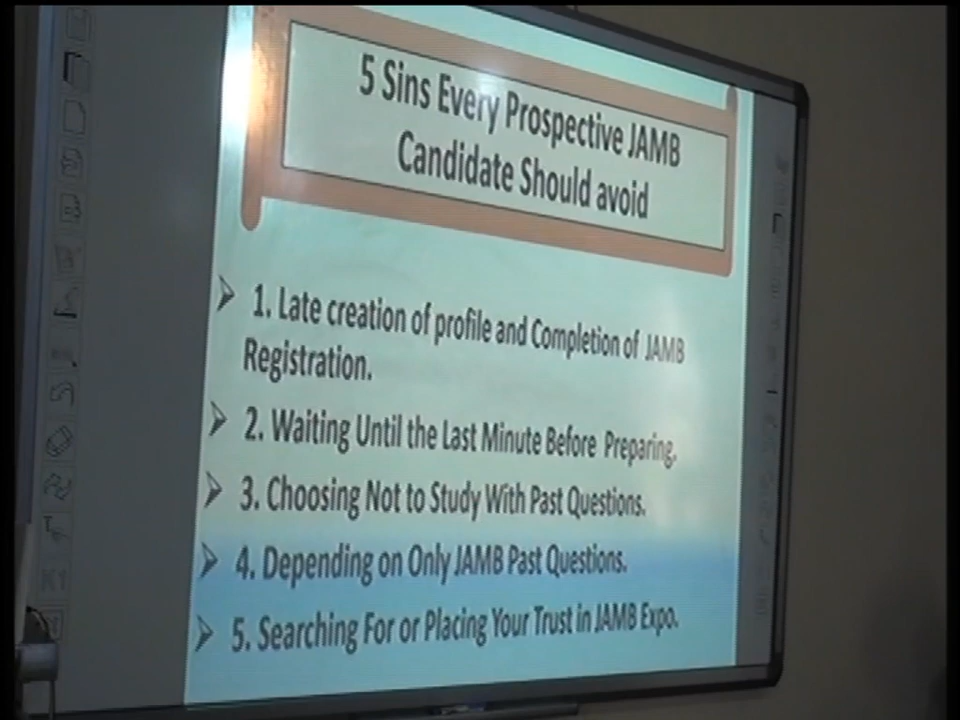 5 Sins Every Prospective JAMB
Candidate Should avoid
1. Late creation of profile and Completion of JAMB
Registration.
2. Waiting Until the Last Minute Before Preparing.
3. Choosing Not to Study With Past Questions.
4. Depending on Only JAMB Past Questions.
5. Searching For or Placing Your Trust in JAMB Expo.